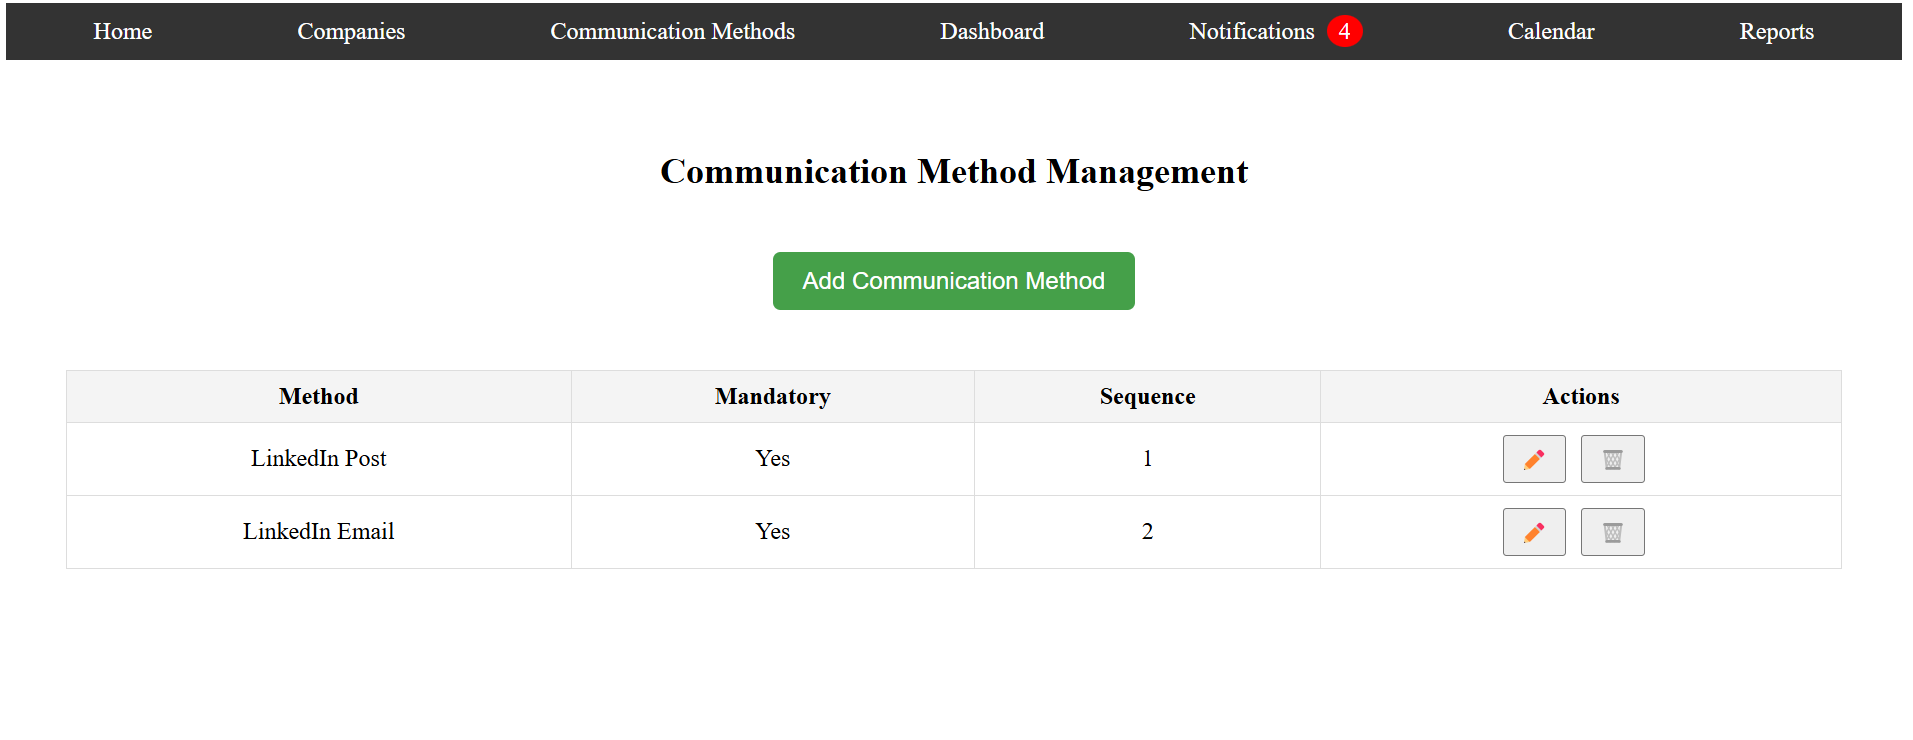 Home Companies Communication Methods Dashboard Notifications 4 Calendar Reports
Communication Method Management
Add Communication Method
Method Mandatory Sequence Actions
LinkedIn Post Yes 1
LinkedIn Email Yes 2